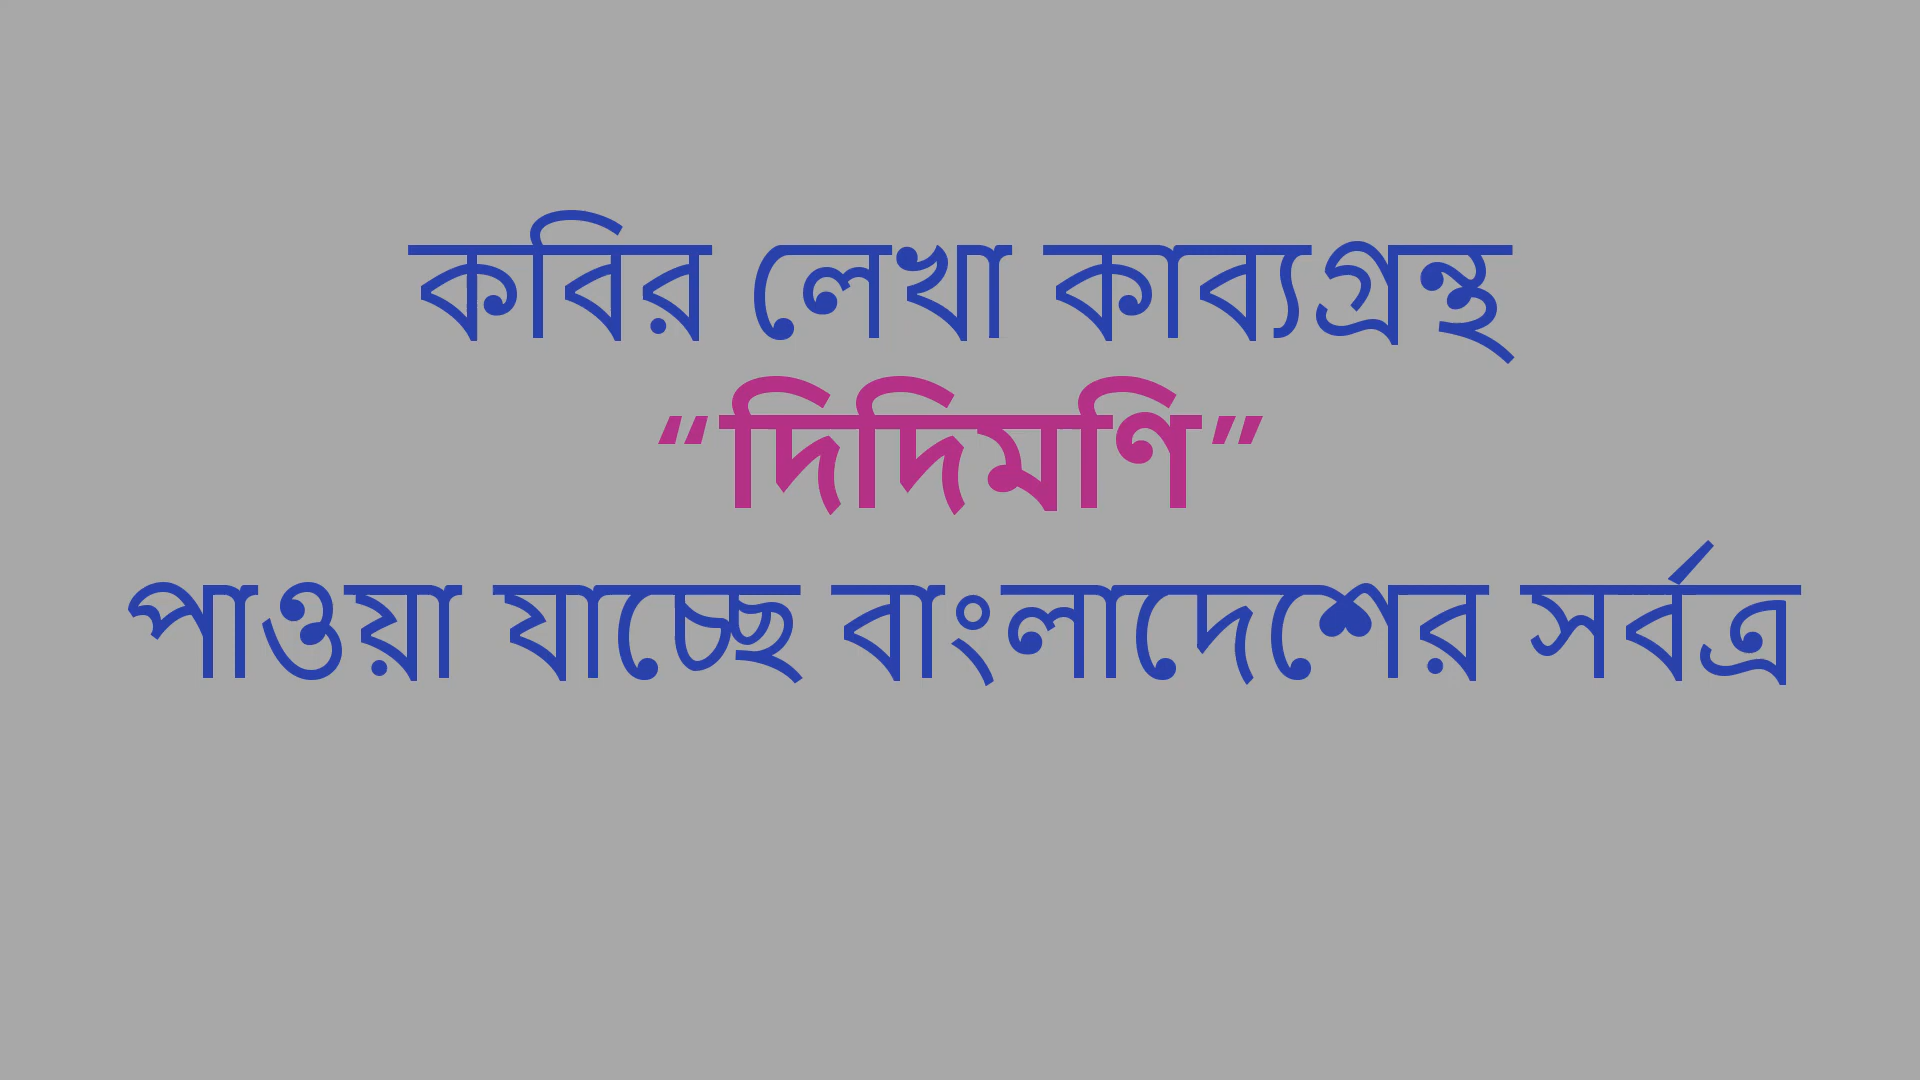 কবির লেখা কাব্যগ্রন্থ
“দিদিমণি”
পাওয়া যাচ্ছে বাংলাদেশের সর্বত্র